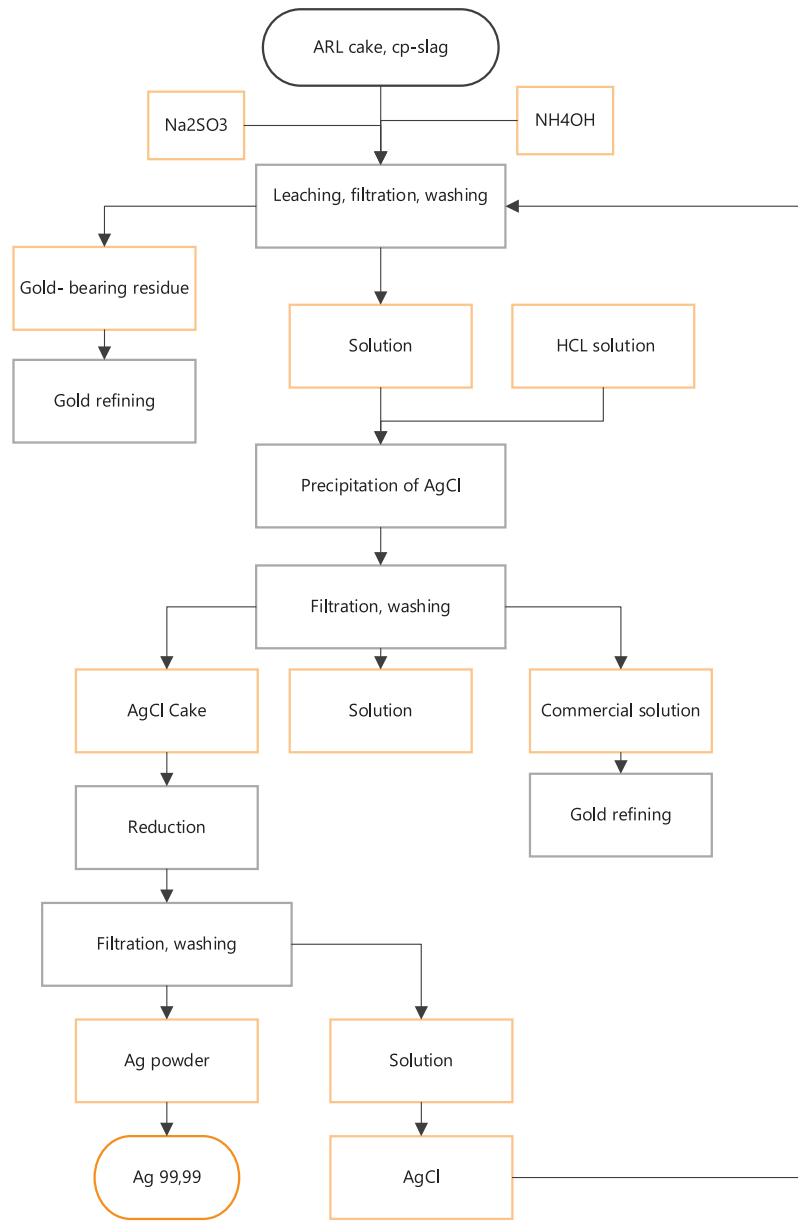 ARL cake, cp-slag
Na2SO3
NH4OH
Leaching, filtration, washing
Gold- bearing residue
Solution
HCL solution
Gold refining
Precipitation of AgCl
Filtration, washing
AgCl Cake
Solution
Commercial solution
Reduction
Gold refining
Filtration, washing
Ag powder
Solution
Ag 99,99
AgCl